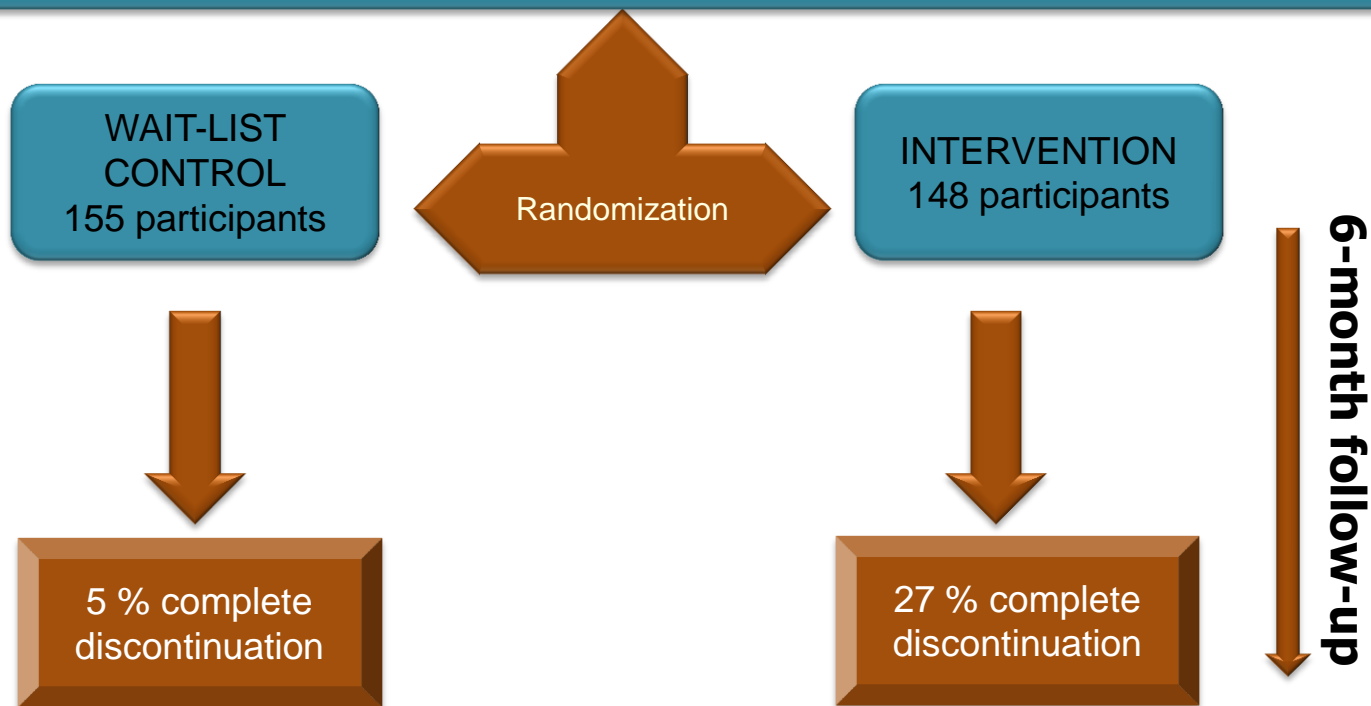 WAIT-LIST
CONTROL
155 participants
Randomization
INTERVENTION
148 participants
6-month follow-up
5 % complete
discontinuation
27 % complete
discontinuation